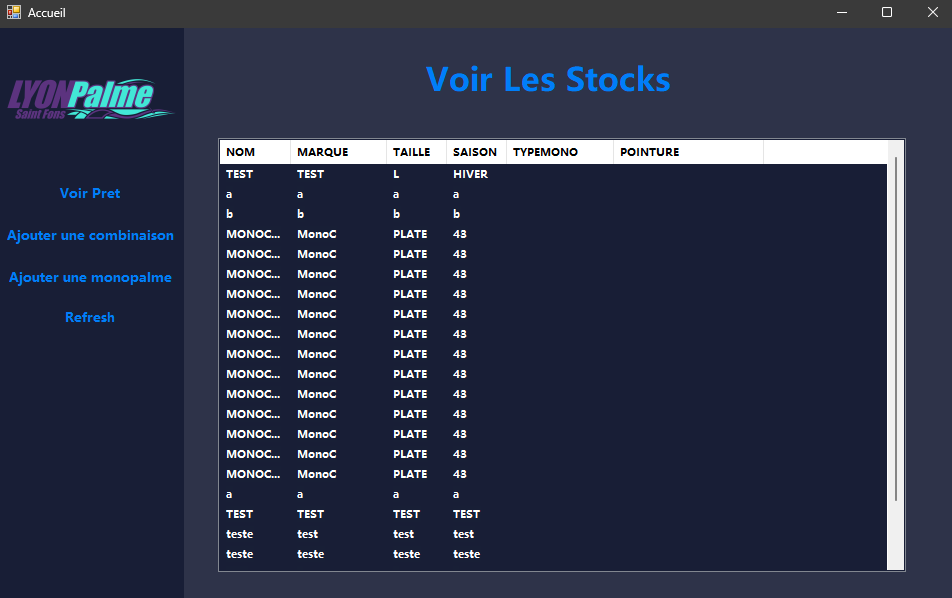 Accueil
LYONPalme
Saint Fons
Voir Pret
Ajouter une combinaison
Ajouter une monopalme
Refresh
Voir Les Stocks
NOM MARQUE TAILLE SAISON TYPEMONO POINTURE
TEST TEST L HIVER
a a a a
b b b b
MONOC... MonoC PLATE 43
MONOC... MonoC PLATE 43
MONOC... MonoC PLATE 43
MONOC... MonoC PLATE 43
MONOC... MonoC PLATE 43
MONOC... MonoC PLATE 43
MONOC... MonoC PLATE 43
MONOC... MonoC PLATE 43
MONOC... MonoC PLATE 43
MONOC... MonoC PLATE 43
MONOC... MonoC PLATE 43
MONOC... MonoC PLATE 43
MONOC... MonoC PLATE 43
a a a a
TEST TEST TEST TEST
teste test test test
teste teste teste teste